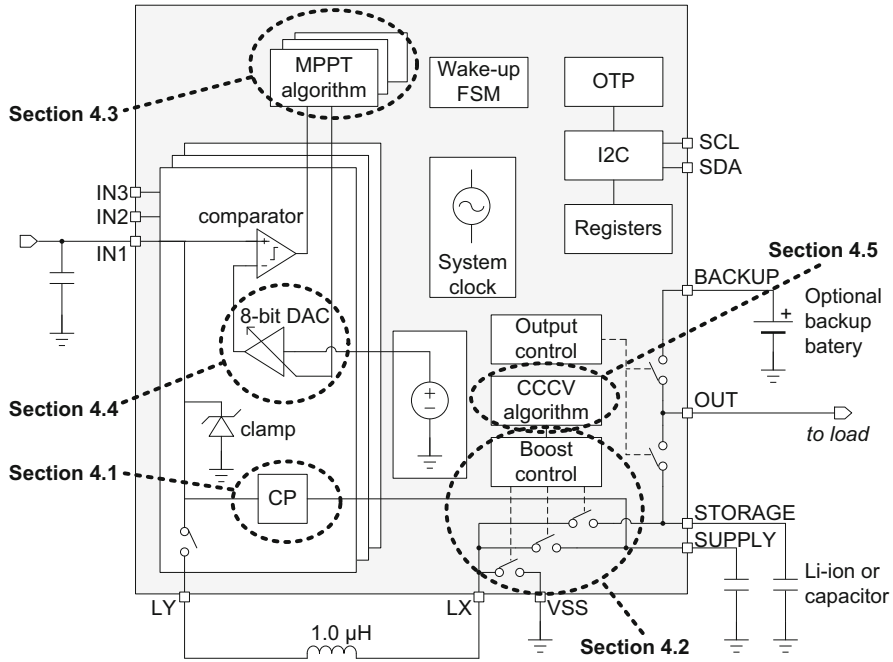 MPPT
algorithm
Wake-up
FSM
OTP
Section 4.3
I2C
SCL
SDA
IN3
IN2
IN1
comparator
+
−
System
clock
Registers
Section 4.5
BACKUP
8-bit DAC
Output
control
+
Optional
backup
batery
Section 4.4
+
−
CCCV
algorithm
OUT
to load
clamp
Boost
control
Section 4.1
CP
STORAGE
SUPPLY
Li-ion or
capacitor
LY
LX
VSS
1.0 µH
Section 4.2